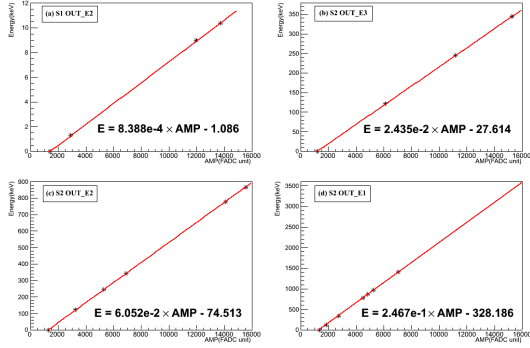 Energy(keV)
12
10
8
6
4
2
0
(a) S1 OUT_E2
E = 8.388e-4 × AMP - 1.086
0 2000 4000 6000 8000 10000 12000 14000 16000
AMP(FADC unit)
Energy(keV)
350
300
250
200
150
100
50
0
(b) S2 OUT_E3
E = 2.435e-2 × AMP - 27.614
0 2000 4000 6000 8000 10000 12000 14000 16000
AMP(FADC unit)
Energy(keV)
900
800
700
600
500
400
300
200
100
0
(c) S2 OUT_E2
E = 6.052e-2 × AMP - 74.513
0 2000 4000 6000 8000 10000 12000 14000 16000
AMP(FADC unit)
Energy(keV)
3500
3000
2500
2000
1500
1000
500
0
(d) S2 OUT_E1
E = 2.467e-1 × AMP - 328.186
0 2000 4000 6000 8000 10000 12000 14000 16000
AMP(FADC unit)